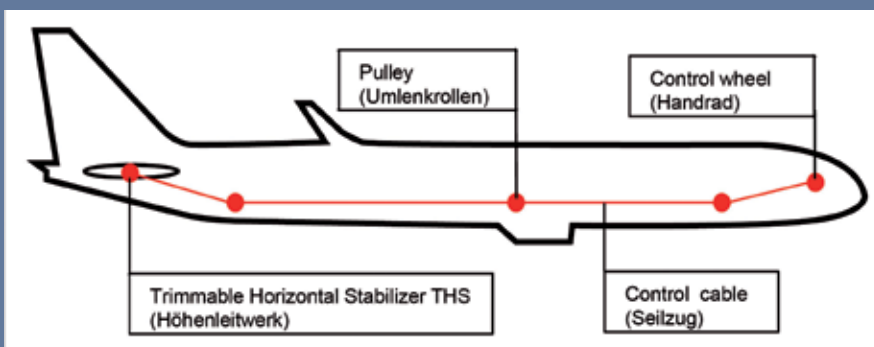 Pulley
(Umlenkrollen)
Control wheel
(Handrad)
Trimmable Horizontal Stabilizer THS
(Höhenleitwerk)
Control cable
(Seilzug)